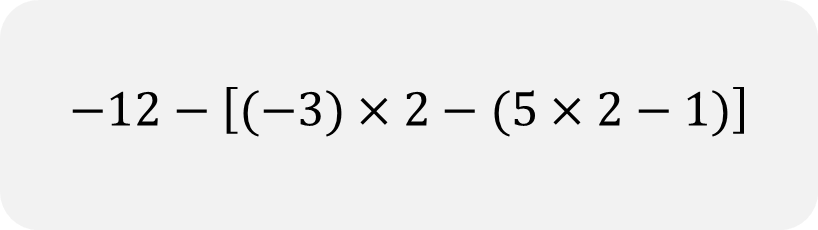 −12 − [(−3) × 2 − (5 × 2 − 1)]